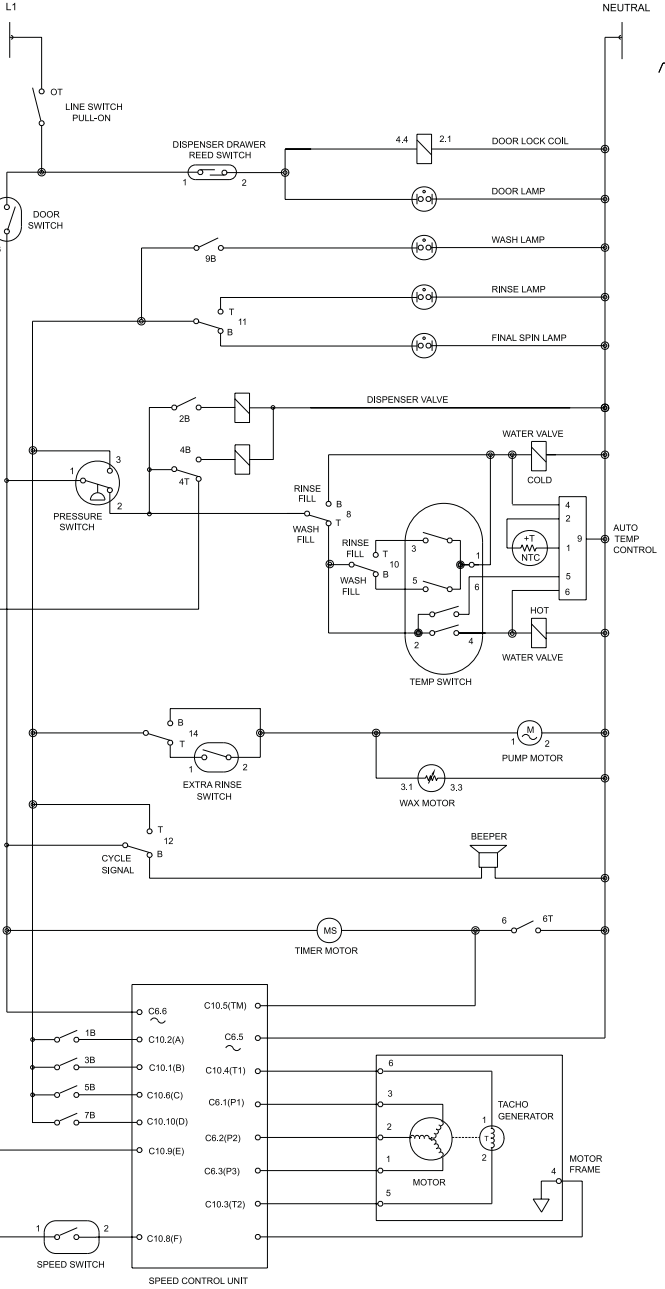 L1
NEUTRAL
OT
LINE SWITCH
PULL-ON
DISPENSER DRAWER
REED SWITCH
1
2
4.4
2.1
DOOR LOCK COIL
DOOR LAMP
DOOR
SWITCH
9B
WASH LAMP
T
11
B
RINSE LAMP
FINAL SPIN LAMP
2B
DISPENSER VALVE
4B
4T
3
1
2
PRESSURE
SWITCH
RINSE
FILL
B
8
T
WASH
FILL
RINSE
FILL
T
10
B
WASH
FILL
3
1
5
6
2
4
TEMP SWITCH
WATER VALVE
COLD
4
2
+T
NTC
1
9
5
6
AUTO
TEMP
CONTROL
HOT
WATER VALVE
B
14
T
1
2
EXTRA RINSE
SWITCH
M
1
2
PUMP MOTOR
3.1
3.3
WAX MOTOR
T
12
B
CYCLE
SIGNAL
BEEPER
MS
TIMER MOTOR
6
6T
C6.6
C10.5(TM)
1B
C10.2(A)
C6.5
3B
C10.1(B)
C10.4(T1)
5B
C10.6(C)
C6.1(P1)
7B
C10.10(D)
C6.2(P2)
C10.9(E)
C6.3(P3)
C10.3(T2)
1
2
C10.8(F)
SPEED SWITCH
SPEED CONTROL UNIT
6
3
2
1
5
MOTOR
TACHO
GENERATOR
1
T
2
4
MOTOR
FRAME